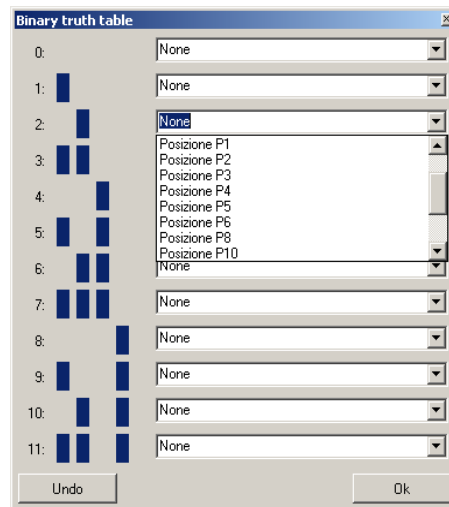 Binary truth table
0: None
1: None
2: None
Posizione P1
Posizione P2
3: Posizione P3
Posizione P4
4: Posizione P5
Posizione P6
5: Posizione P8
Posizione P10
6: None
7: None
8: None
9: None
10: None
11: None
Undo Ok